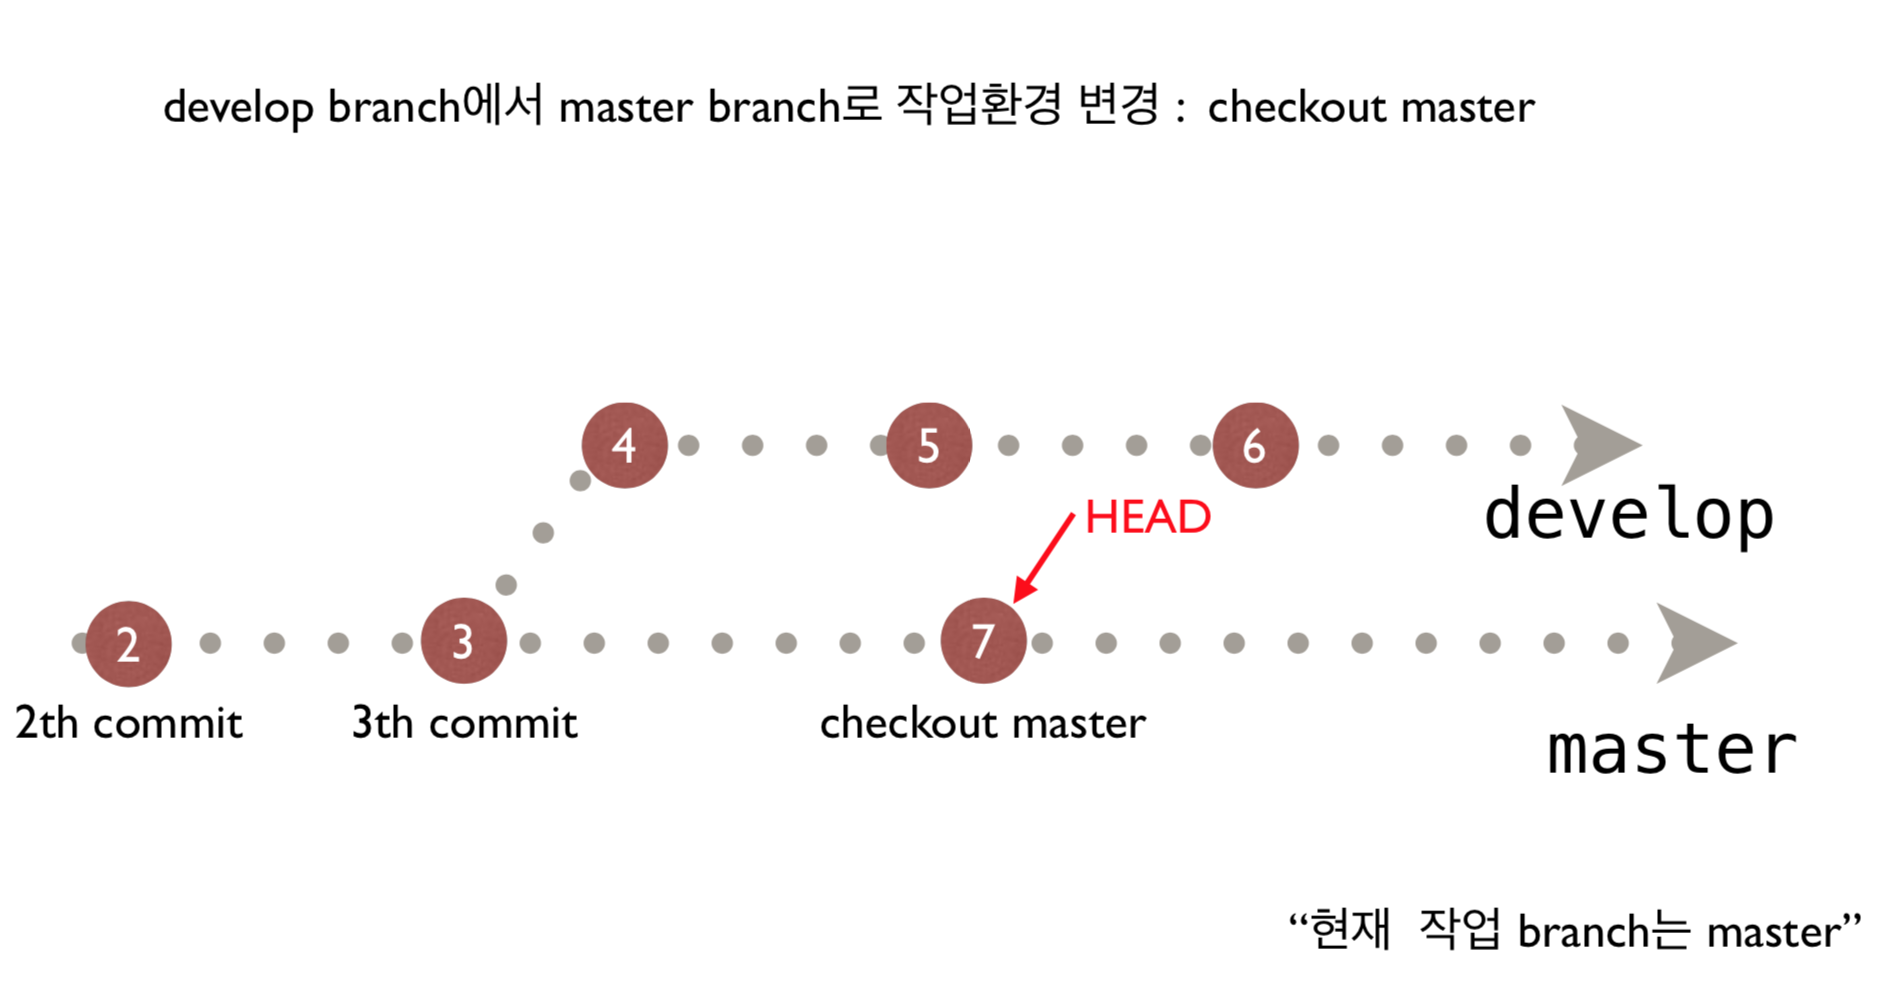 develop branch에서 master branch로 작업환경 변경 : checkout master
4 5 6
HEAD
develop
2 3 7
2th commit 3th commit checkout master
master
“현재 작업 branch는 master”